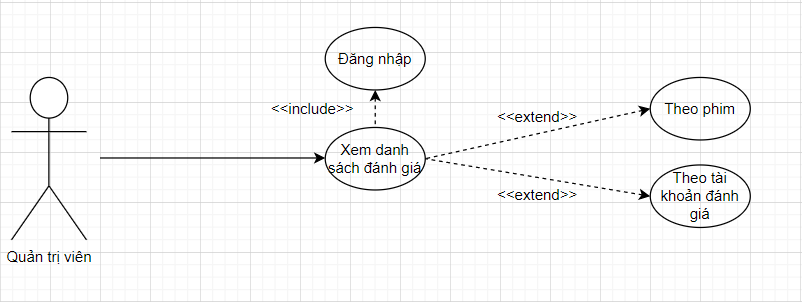 Đăng nhập
<<include>>
Xem danh
sách đánh giá
<<extend>>
Theo phim
<<extend>>
Theo tài
khoản đánh
giá
Quản trị viên